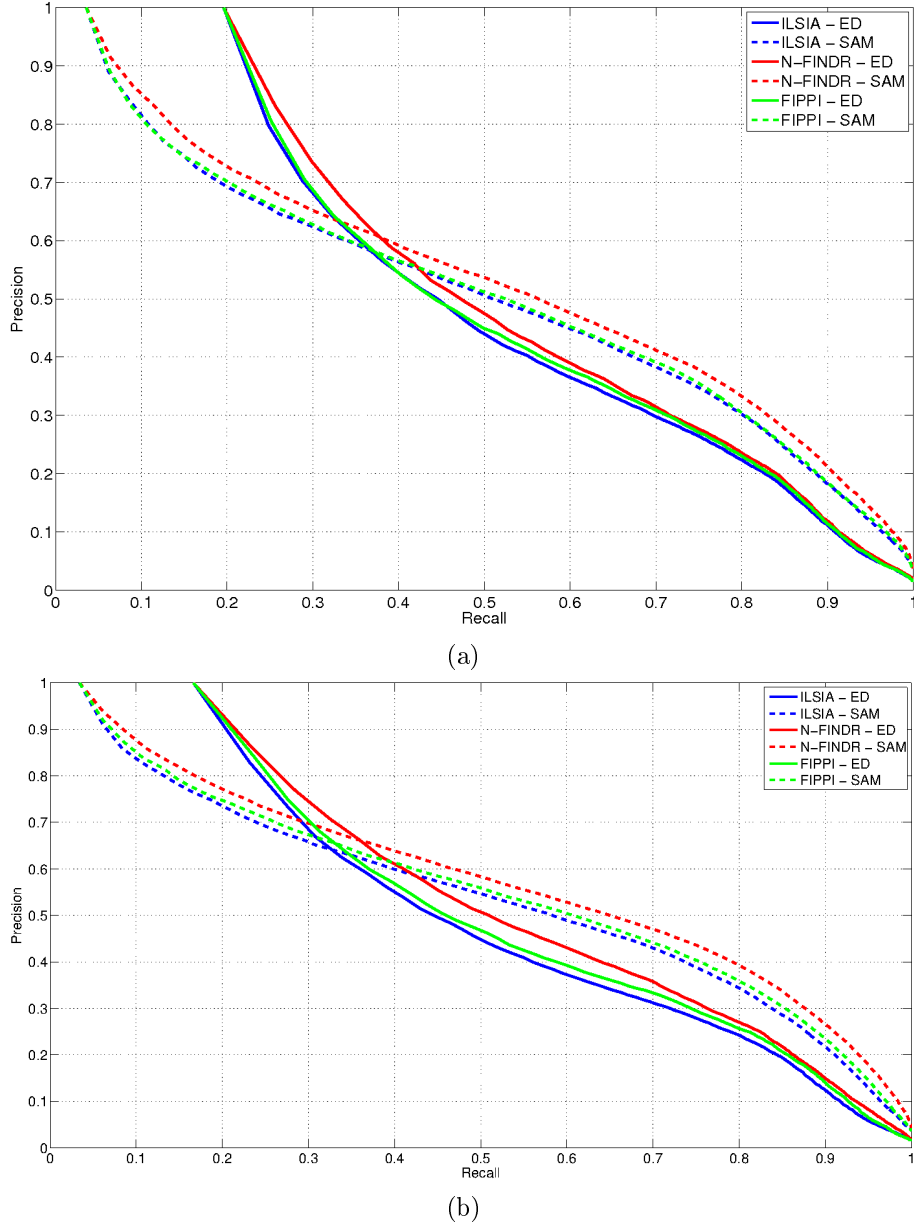 1
0.9
0.8
0.7
0.6
0.5
0.4
0.3
0.2
0.1
0
Precision
ILSIA – ED
ILSIA – SAM
N–FINDR – ED
N–FINDR – SAM
FIPPI – ED
FIPPI – SAM
0 0.1 0.2 0.3 0.4 0.5 0.6 0.7 0.8 0.9 1
Recall
(a)
1
0.9
0.8
0.7
0.6
0.5
0.4
0.3
0.2
0.1
0
Precision
ILSIA – ED
ILSIA – SAM
N–FINDR – ED
N–FINDR – SAM
FIPPI – ED
FIPPI – SAM
0 0.1 0.2 0.3 0.4 0.5 0.6 0.7 0.8 0.9 1
Recall
(b)